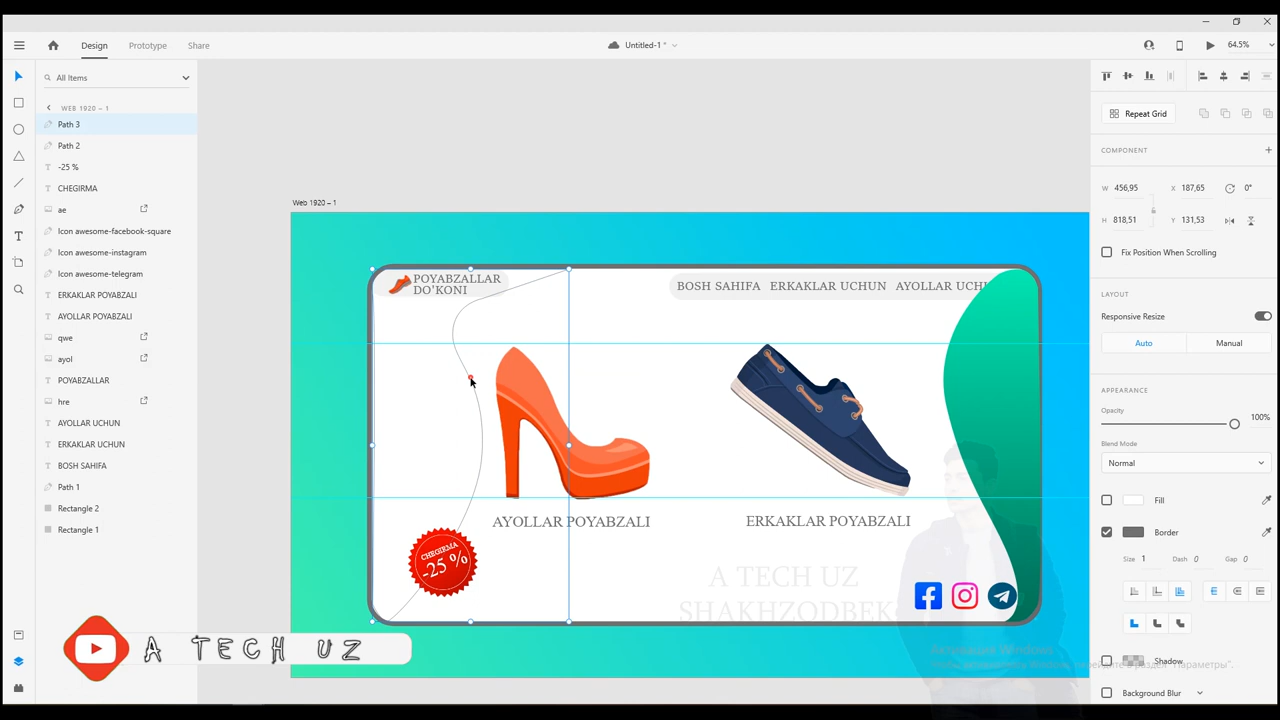 Design
Prototype
Share
Untitled-1 *
64.5%
All Items
WEB 1920 – 1
Path 3
Path 2
-25 %
CHEGIRMA
ae
Icon awesome-facebook-square
Icon awesome-instagram
Icon awesome-telegram
ERKAKLAR POYABZALI
AYOLLAR POYABZALI
qwe
ayol
POYABZALLAR
hre
AYOLLAR UCHUN
ERKAKLAR UCHUN
BOSH SAHIFA
Path 1
Rectangle 2
Rectangle 1
Web 1920 – 1
POYABZALLAR
DO'KONI
BOSH SAHIFA ERKAKLAR UCHUN AYOLLAR UCHU
AYOLLAR POYABZALI
ERKAKLAR POYABZALI
CHEGIRMA
-25 %
A TECH UZ
SHAKHZODBEK
A TECH UZ
Активация Windows
Repeat Grid
COMPONENT
W 456,95 X 187,65 0°
H 818,51 Y 131,53
Fix Position When Scrolling
LAYOUT
Responsive Resize
Auto Manual
APPEARANCE
Opacity
100%
Blend Mode
Normal
Fill
Border
Size 1 Dash 0 Gap 0
Shadow
"Параметры".
Background Blur